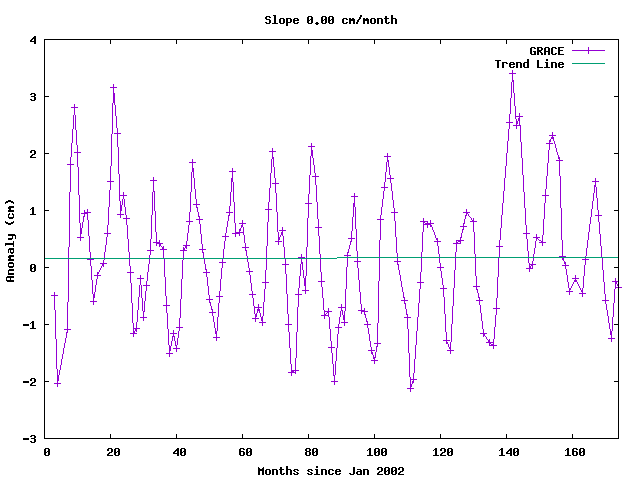 Slope 0.00 cm/month
GRACE
Trend Line
4
3
2
1
0
-1
-2
-3
Anomaly (cm)
0 20 40 60 80 100 120 140 160
Months since Jan 2002